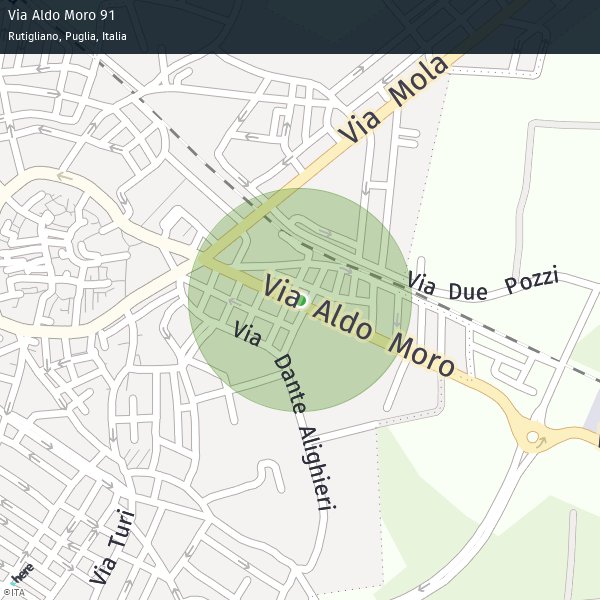 Via Aldo Moro 91
Rutigliano, Puglia, Italia
Via Mola
Via Due Pozzi
Via Aldo Moro
Via Dante Alighieri
Via Turi
here
©ITA